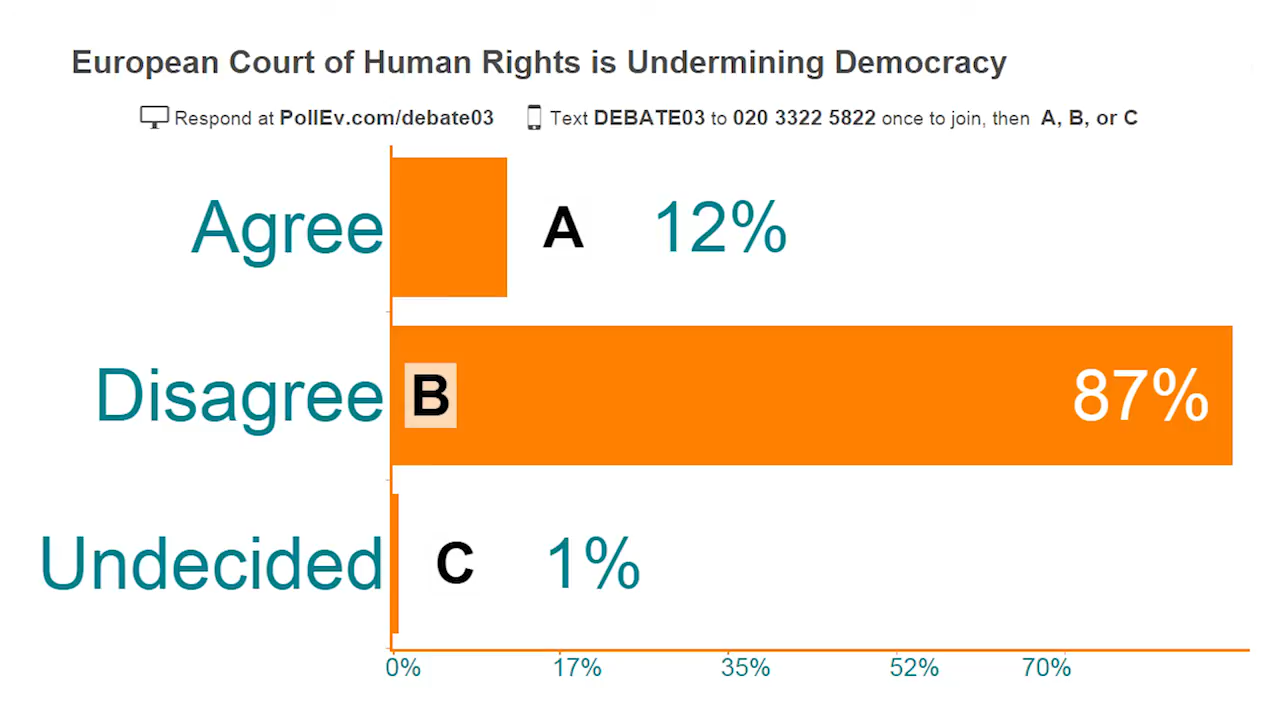 European Court of Human Rights is Undermining Democracy
Respond at PollEv.com/debate03 Text DEBATE03 to 020 3322 5822 once to join, then A, B, or C
Agree A 12%
Disagree B 87%
Undecided C 1%
0% 17% 35% 52% 70%